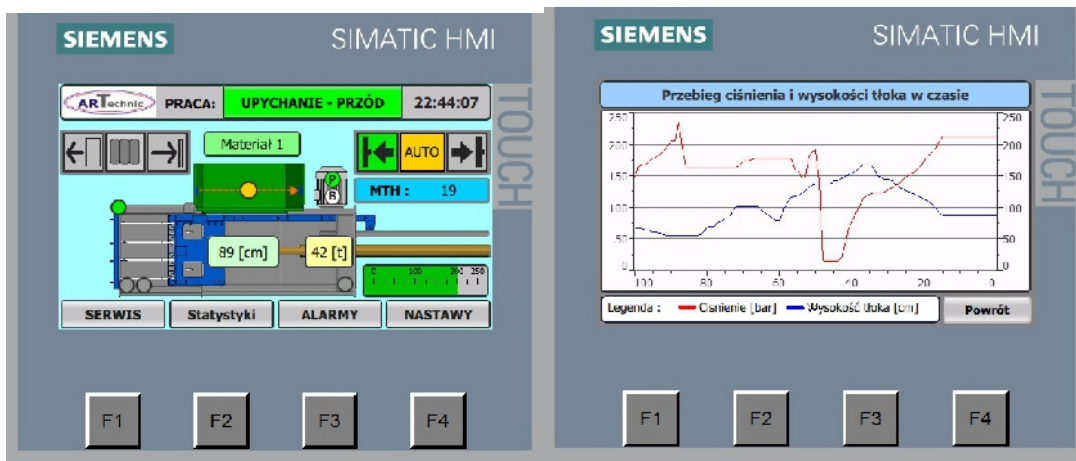 SIEMENS SIMATIC HMI
TOUCH
ARTechnic PRACA: UPYCHANIE - PRZÓD 22:44:07
Materiał 1
AUTO
P
R
MTH : 19
89 [cm] 42 [t]
0 100 200 250
SERWIS Statystyki ALARMY NASTAWY
F1 F2 F3 F4
SIEMENS SIMATIC HMI
TOUCH
Przebieg ciśnienia i wysokości tłoka w czasie
250 250
200 200
150 150
100 100
50 50
0 0
100 80 60 40 20 0
Legenda : Ciśnienie [bar] Wysokość tłoka [cm] Powrót
F1 F2 F3 F4